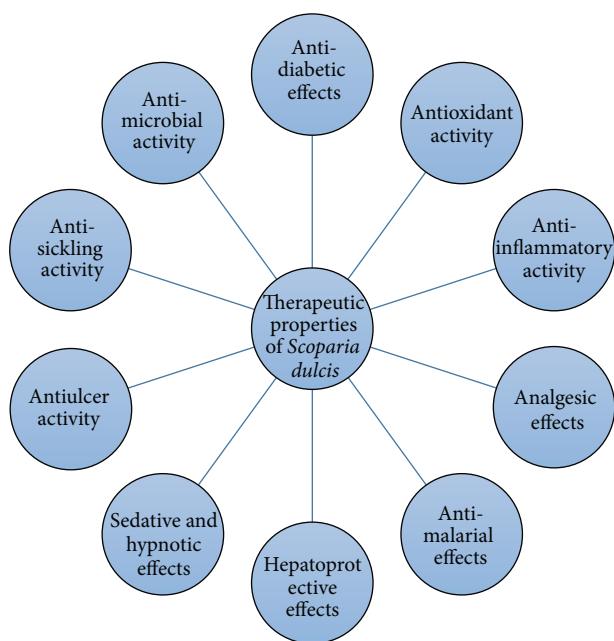 Anti-
diabetic
effects
Antioxidant
activity
Anti-
inflammatory
activity
Analgesic
effects
Anti-
malarial
effects
Hepatoprot
ective effects
Sedative and
hypnotic
effects
Antiulcer
activity
Anti-
sickling
activity
Anti-
microbial
activity
Therapeutic
properties
of Scoparia
dulcis